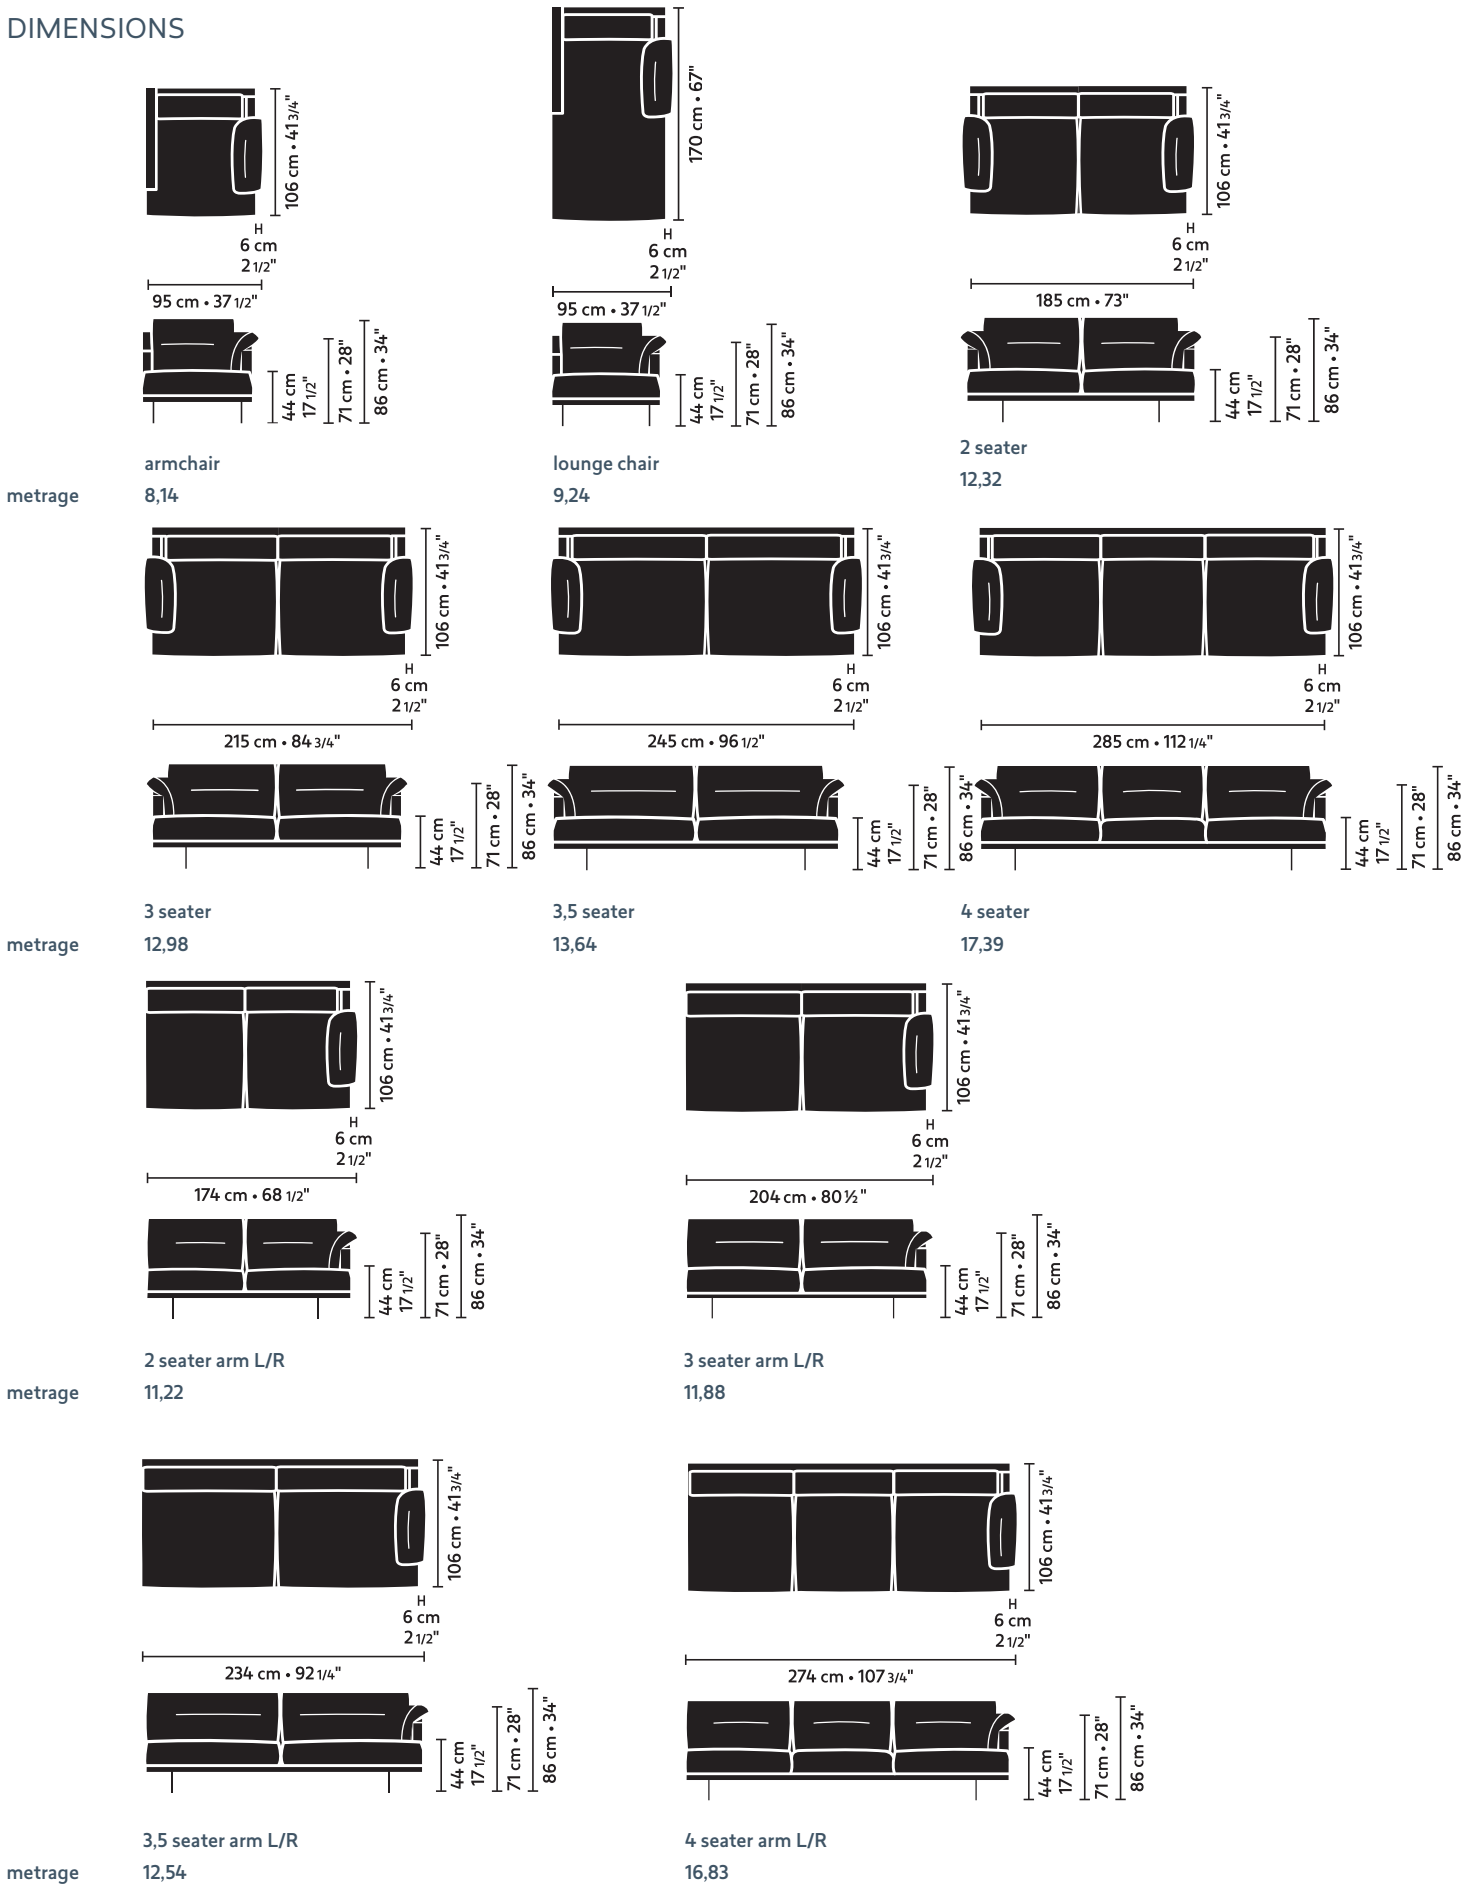 DIMENSIONS
106 cm • 41 3/4"
H
6 cm
2 1/2"
95 cm • 37 1/2"
44 cm
17 1/2"
71 cm • 28"
86 cm • 34"
armchair
metrage 8,14
170 cm • 67"
H
6 cm
2 1/2"
95 cm • 37 1/2"
44 cm
17 1/2"
71 cm • 28"
86 cm • 34"
lounge chair
9,24
106 cm • 41 3/4"
H
6 cm
2 1/2"
185 cm • 73"
44 cm
17 1/2"
71 cm • 28"
86 cm • 34"
2 seater
12,32
106 cm • 41 3/4"
H
6 cm
2 1/2"
215 cm • 84 3/4"
44 cm
17 1/2"
71 cm • 28"
86 cm • 34"
3 seater
metrage 12,98
106 cm • 41 3/4"
H
6 cm
2 1/2"
245 cm • 96 1/2"
44 cm
17 1/2"
71 cm • 28"
86 cm • 34"
3,5 seater
13,64
106 cm • 41 3/4"
H
6 cm
2 1/2"
285 cm • 112 1/4"
44 cm
17 1/2"
71 cm • 28"
86 cm • 34"
4 seater
17,39
106 cm • 41 3/4"
H
6 cm
2 1/2"
174 cm • 68 1/2"
44 cm
17 1/2"
71 cm • 28"
86 cm • 34"
2 seater arm L/R
metrage 11,22
106 cm • 41 3/4"
H
6 cm
2 1/2"
204 cm • 80 ½"
44 cm
17 1/2"
71 cm • 28"
86 cm • 34"
3 seater arm L/R
11,88
106 cm • 41 3/4"
H
6 cm
2 1/2"
234 cm • 92 1/4"
44 cm
17 1/2"
71 cm • 28"
86 cm • 34"
3,5 seater arm L/R
metrage 12,54
106 cm • 41 3/4"
H
6 cm
2 1/2"
274 cm • 107 3/4"
44 cm
17 1/2"
71 cm • 28"
86 cm • 34"
4 seater arm L/R
16,83